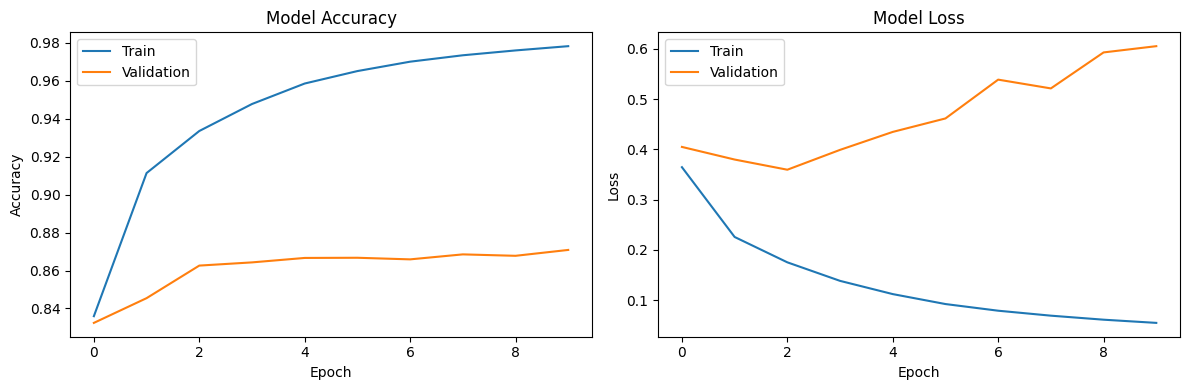 Model Accuracy
Train
Validation
0.98
0.96
0.94
0.92
0.90
0.88
0.86
0.84
Accuracy
0 2 4 6 8
Epoch
Model Loss
Train
Validation
0.6
0.5
0.4
0.3
0.2
0.1
Loss
0 2 4 6 8
Epoch